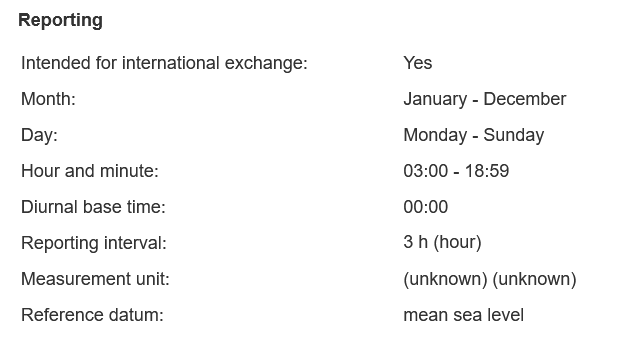 Reporting
Intended for international exchange: Yes
Month: January - December
Day: Monday - Sunday
Hour and minute: 03:00 - 18:59
Diurnal base time: 00:00
Reporting interval: 3 h (hour)
Measurement unit: (unknown) (unknown)
Reference datum: mean sea level